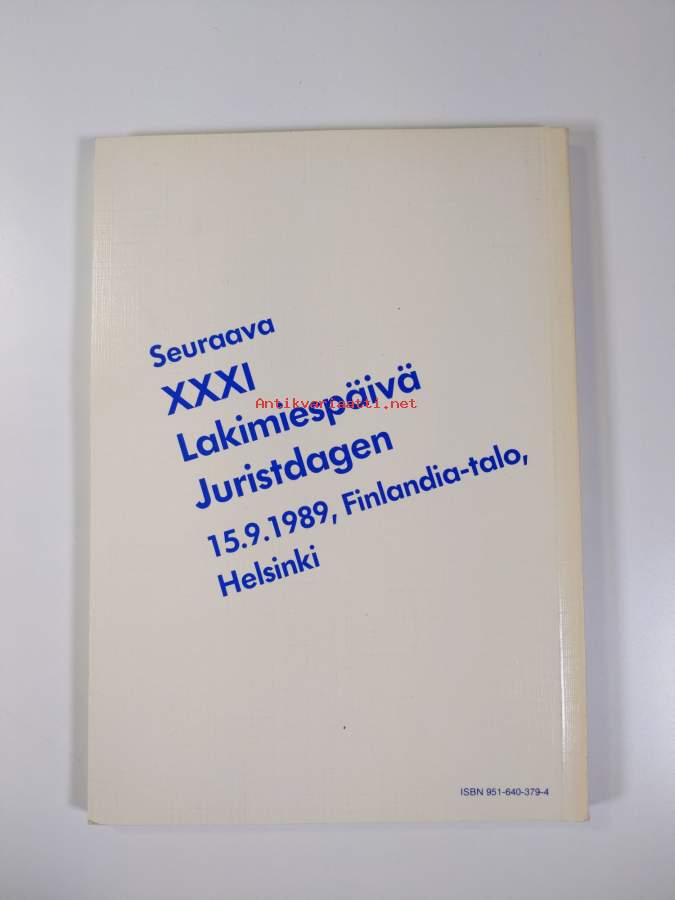 Seuraava
XXXI
Antikvariaatti.net
Lakimiespäivä
Juristdagen
15.9.1989, Finlandia-talo,
Helsinki
ISBN 951-640-379-4